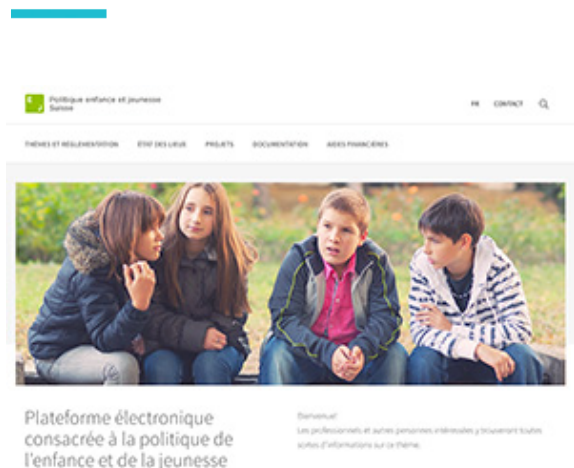 Politique enfance et jeunesse
Suisse
FR CONTACT
THÈMES ET RÉGLEMENTATION ÉTAT DES LIEUX PROJETS DOCUMENTATION AIDES FINANCIÈRES
Plateforme électronique
consacrée à la politique de
l'enfance et de la jeunesse
Bienvenue!
Les professionnels et autres personnes intéressées y trouveront toutes
sortes d'informations sur ce thème.